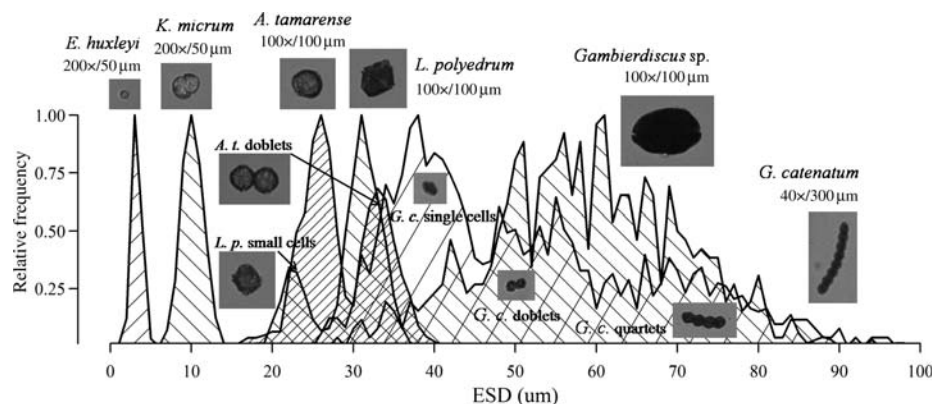 E. huxleyi
200×/50 µm
K. micrum
200×/50 µm
A. tamarense
100×/100 µm
L. polyedrum
100×/100 µm
Gambierdiscus sp.
100×/100 µm
G. catenatum
40×/300 µm
A. t. doblets
L. p. small cells
G. c. single cells
G. c. doblets
G. c. quartets
Relative frequency
1.00
0.75
0.50
0.25
0 10 20 30 40 50 60 70 80 90 100
ESD (um)